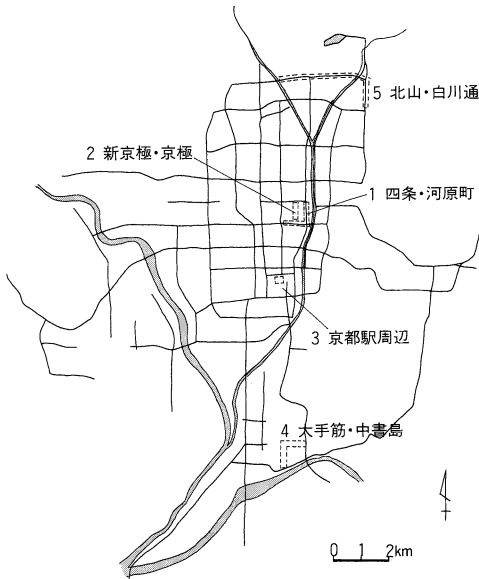 5 北山・白川通
2 新京極・京極
1 四条・河原町
3 京都駅周辺
4 大手筋・中書島
0 1 2km